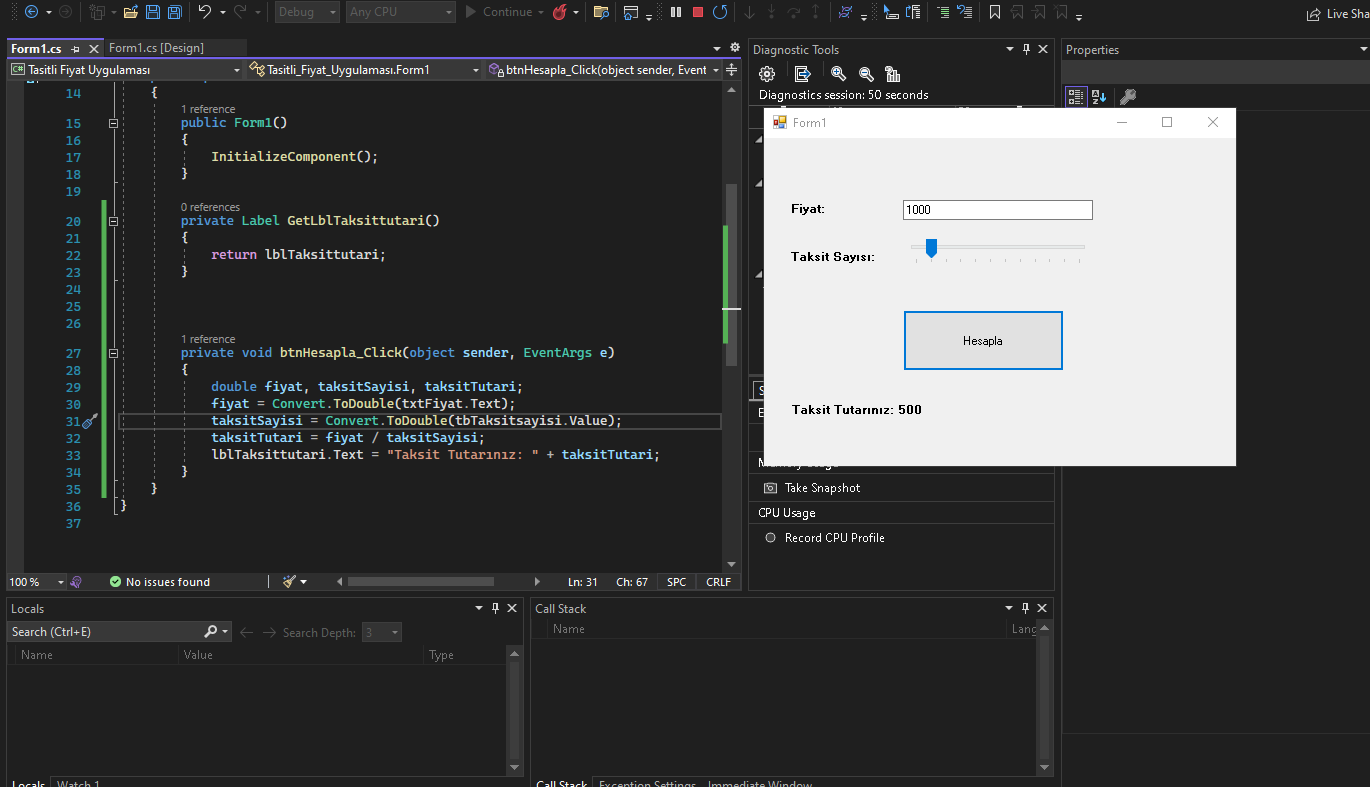 Debug
Any CPU
Continue
Live Sha
Form1.cs
Form1.cs [Design]
Tasitli Fiyat Uygulaması
Tasitli_Fiyat_Uygulaması.Form1
btnHesapla_Click(object sender, Event
14 {
1 reference
15 public Form1()
16 {
17 InitializeComponent();
18 }
19
0 references
20 private Label GetLblTaksittutari()
21 {
22 return lblTaksittutari;
23 }
24
25
26
1 reference
27 private void btnHesapla_Click(object sender, EventArgs e)
28 {
29 double fiyat, taksitSayisi, taksitTutari;
30 fiyat = Convert.ToDouble(txtFiyat.Text);
31 taksitSayisi = Convert.ToDouble(tbTaksitsayisi.Value);
32 taksitTutari = fiyat / taksitSayisi;
33 lblTaksittutari.Text = "Taksit Tutarınız: " + taksitTutari;
34 }
35 }
36 }
37
100 %
No issues found
Ln: 31
Ch: 67
SPC
CRLF
Diagnostic Tools
Diagnostics session: 50 seconds
Form1
Fiyat:
1000
Taksit Sayısı:
Hesapla
Taksit Tutarınız: 500
Take Snapshot
CPU Usage
Record CPU Profile
Properties
Locals
Search (Ctrl+E)
Search Depth:
3
Name
Value
Type
Locals
Watch 1
Call Stack
Name
Lang
Call Stack
Exception Settings
Immediate Window